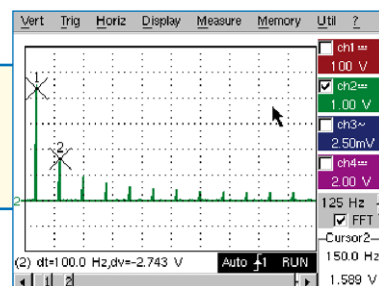 Vert Trig Horiz Display Measure Memory Util ?
ch1
100 V
ch2
1.00 V
ch3~
2.50mV
ch4
2.00 V
125 Hz
FFT
Cursor2
150.0 Hz
1.589 V
1
2
2
(2) dt=100.0 Hz,dv=-2.743 V Auto 1 RUN
1 2